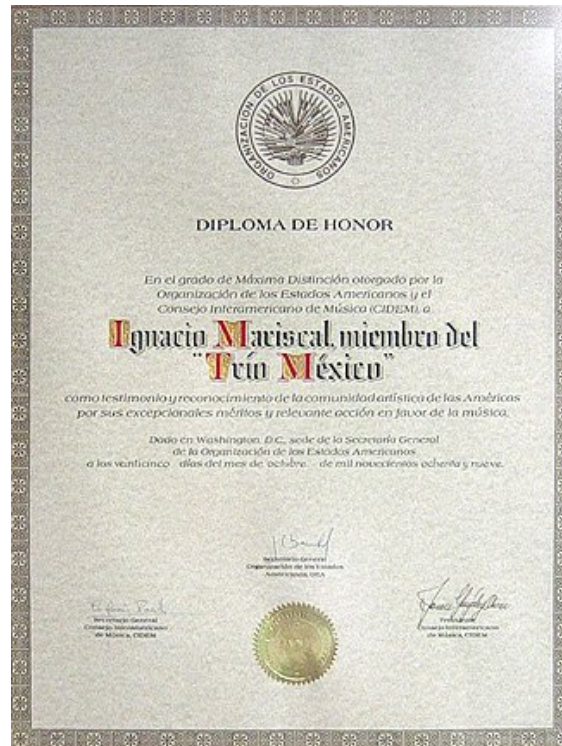 ORGANIZACIÓN DE LOS ESTADOS AMERICANOS
DIPLOMA DE HONOR
En el grado de Máxima Distinción otorgado por la
Organización de los Estados Americanos y el
Consejo Interamericano de Música (CIDEM), a
Ignacio Mariscal, miembro del
"Trío México"
como testimonio y reconocimiento de la comunidad artística de las Américas
por sus excepcionales méritos y relevante acción en favor de la música.
Dado en Washington, D.C., sede de la Secretaría General
de la Organización de los Estados Americanos
a los veinticinco días del mes de octubre de mil novecientos ochenta y nueve.
Secretario General
Organización de los Estados
Americanos, OEA
Secretario General
Consejo Interamericano
de Música, CIDEM
Presidente
Consejo Interamericano
de Música, CIDEM